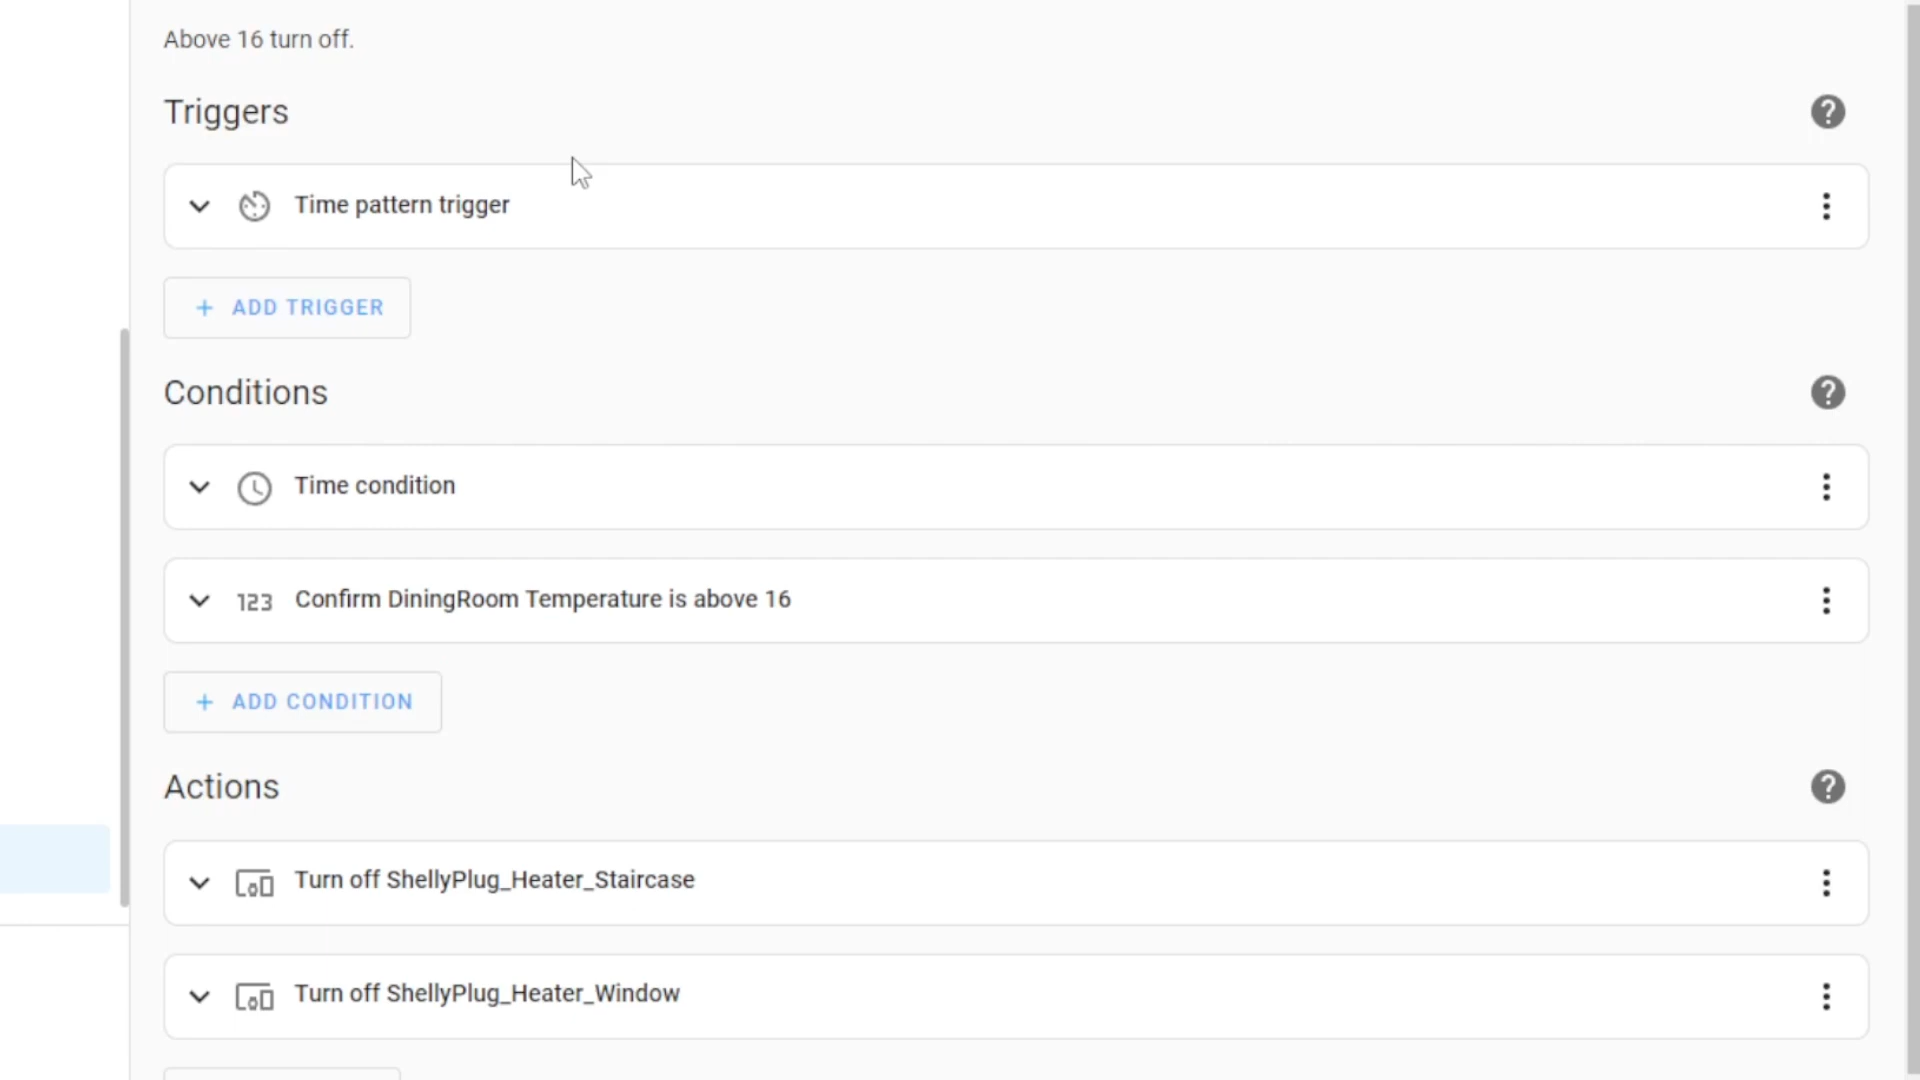 Above 16 turn off.
Triggers
Time pattern trigger
+ ADD TRIGGER
Conditions
Time condition
123 Confirm DiningRoom Temperature is above 16
+ ADD CONDITION
Actions
Turn off ShellyPlug_Heater_Staircase
Turn off ShellyPlug_Heater_Window